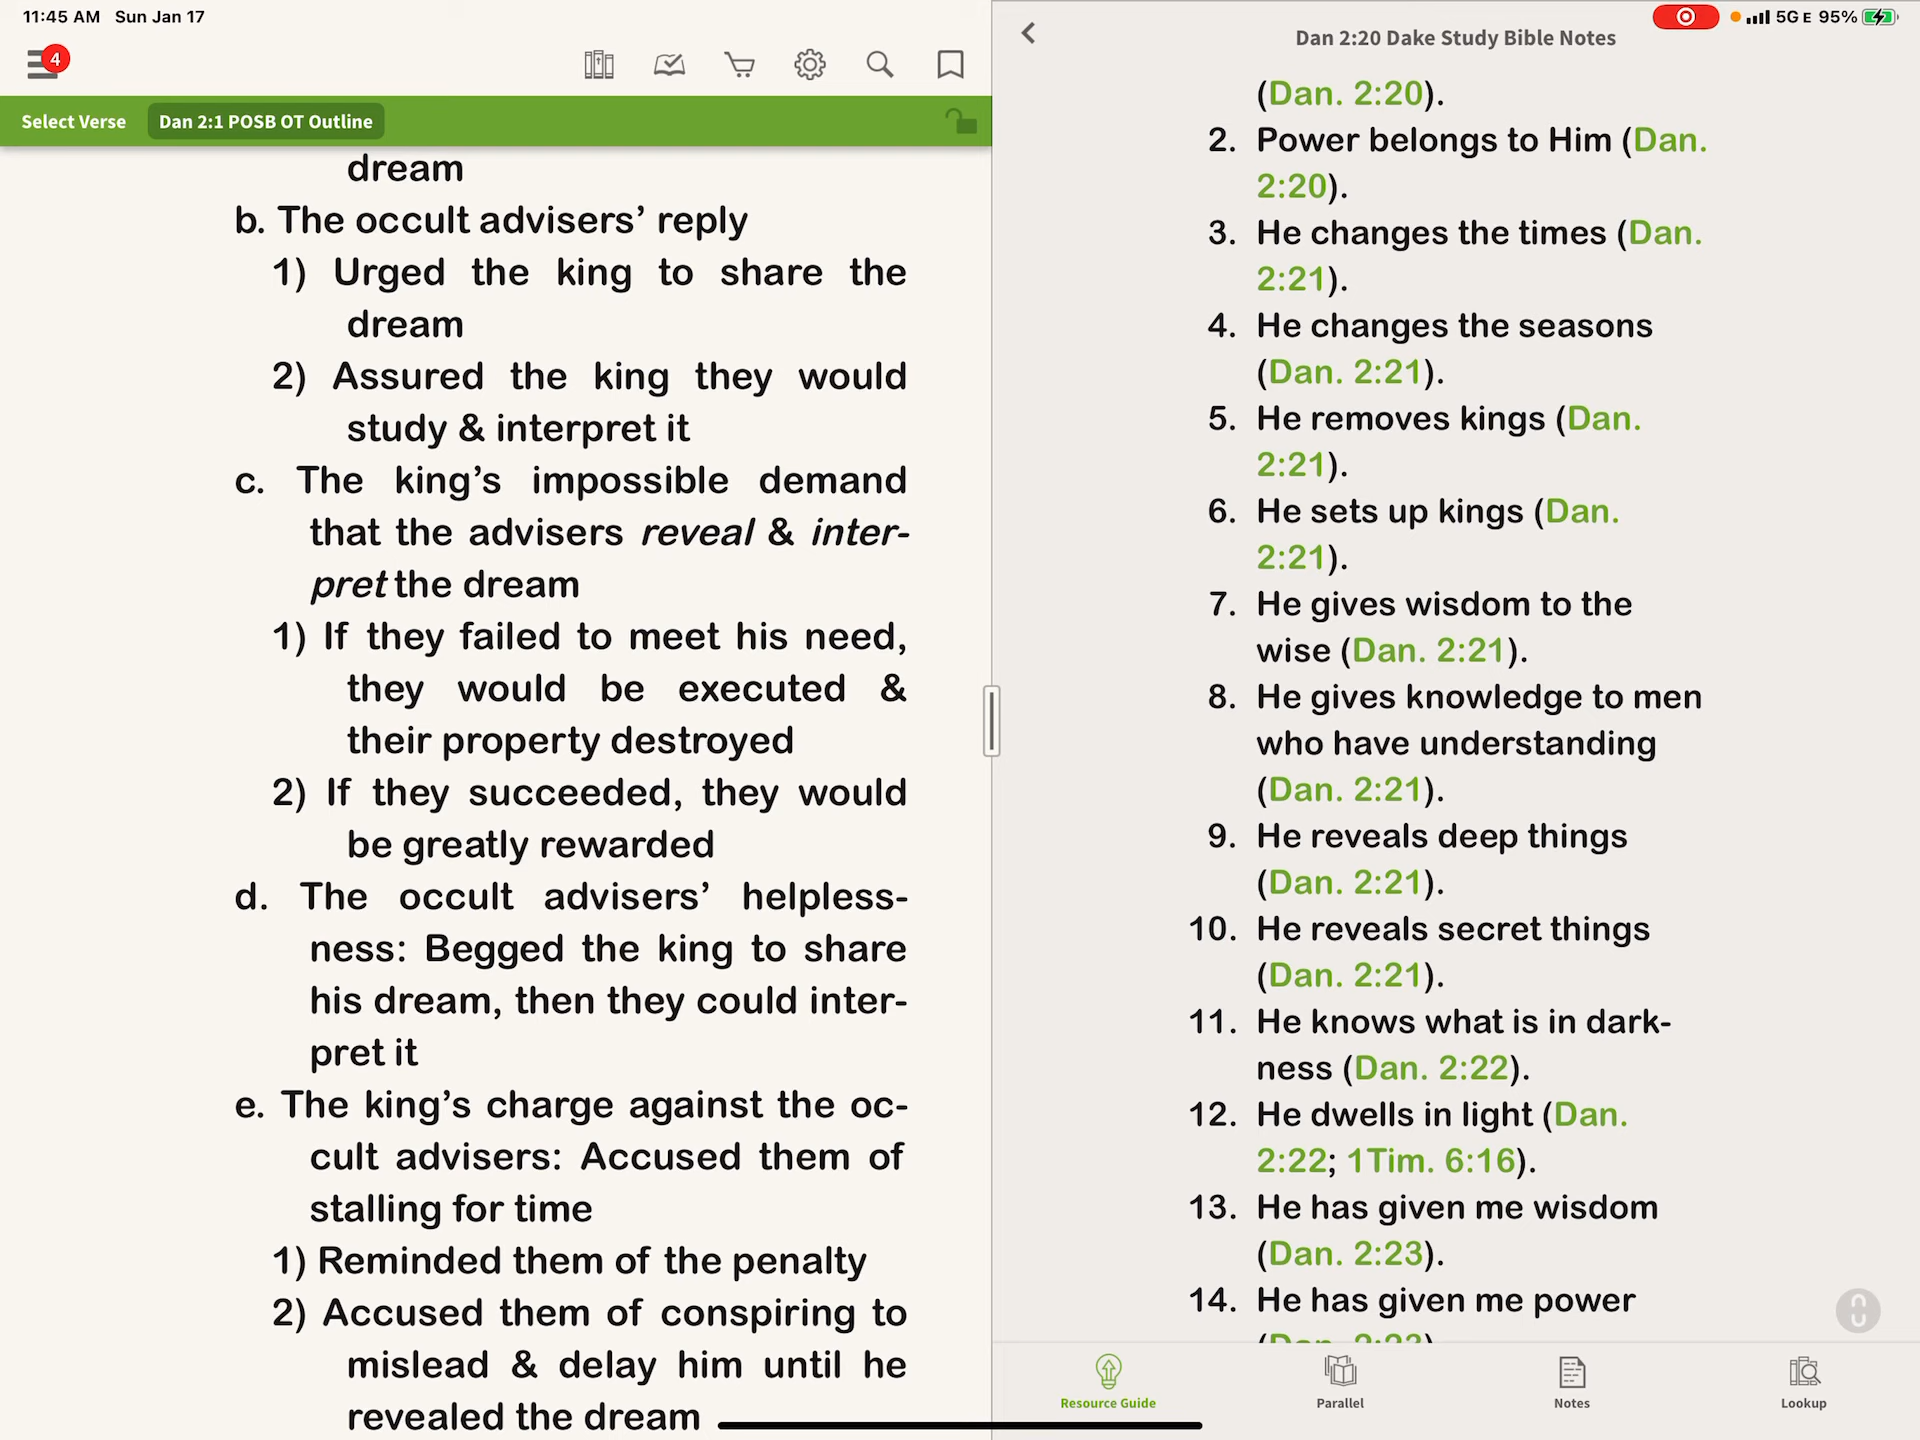 11:45 AM Sun Jan 17
4
Select Verse Dan 2:1 POSB OT Outline
dream
b. The occult advisers’ reply
1) Urged the king to share the
dream
2) Assured the king they would
study & interpret it
c. The king’s impossible demand
that the advisers reveal & inter-
pret the dream
1) If they failed to meet his need,
they would be executed &
their property destroyed
2) If they succeeded, they would
be greatly rewarded
d. The occult advisers’ helpless-
ness: Begged the king to share
his dream, then they could inter-
pret it
e. The king’s charge against the oc-
cult advisers: Accused them of
stalling for time
1) Reminded them of the penalty
2) Accused them of conspiring to
mislead & delay him until he
revealed the dream
5G E 95%
Dan 2:20 Dake Study Bible Notes
(Dan. 2:20).
2. Power belongs to Him (Dan.
2:20).
3. He changes the times (Dan.
2:21).
4. He changes the seasons
(Dan. 2:21).
5. He removes kings (Dan.
2:21).
6. He sets up kings (Dan.
2:21).
7. He gives wisdom to the
wise (Dan. 2:21).
8. He gives knowledge to men
who have understanding
(Dan. 2:21).
9. He reveals deep things
(Dan. 2:21).
10. He reveals secret things
(Dan. 2:21).
11. He knows what is in dark-
ness (Dan. 2:22).
12. He dwells in light (Dan.
2:22; 1Tim. 6:16).
13. He has given me wisdom
(Dan. 2:23).
14. He has given me power
(Dan. 2:23)
Resource Guide Parallel Notes Lookup